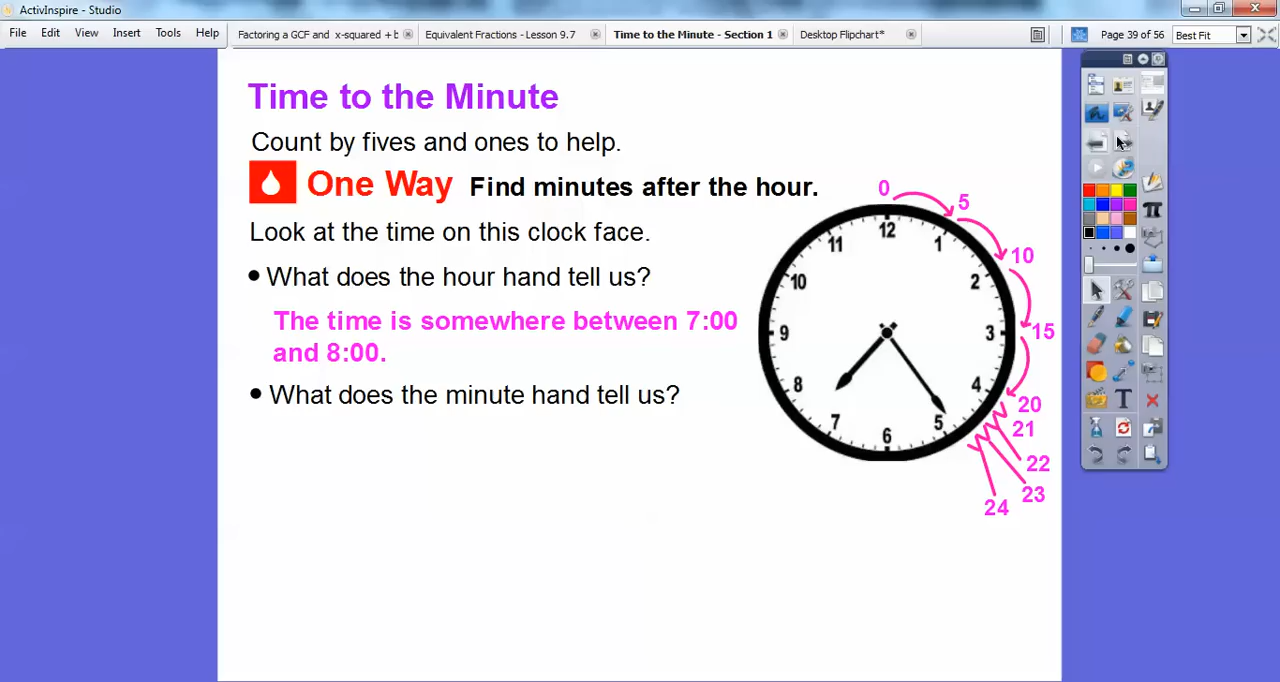 ActivInspire - Studio
File Edit View Insert Tools Help
Factoring a GCF and x-squared + b
Equivalent Fractions - Lesson 9.7
Time to the Minute - Section 1
Desktop Flipchart*
Page 39 of 56
Best Fit
Time to the Minute
Count by fives and ones to help.
One Way Find minutes after the hour.
Look at the time on this clock face.
• What does the hour hand tell us?
The time is somewhere between 7:00
and 8:00.
• What does the minute hand tell us?
0
5
10
15
20
21
22
23
24
12
1
2
3
4
5
6
7
8
9
10
11
T
π